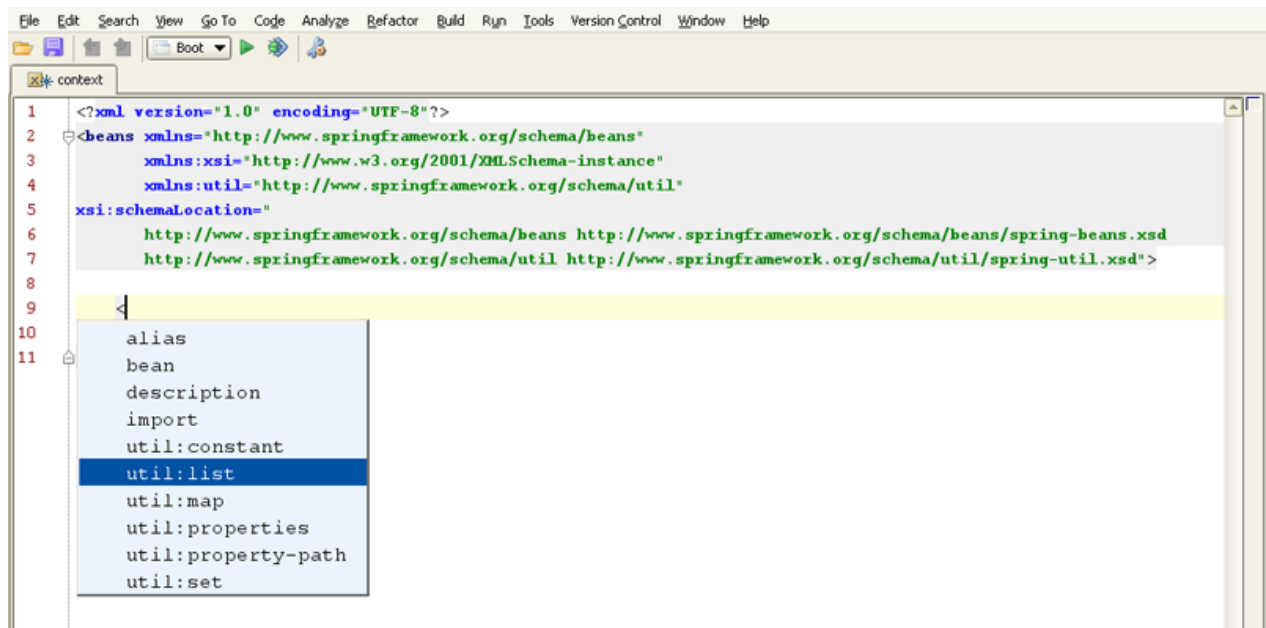 File Edit Search View Go To Code Analyze Refactor Build Run Tools Version Control Window Help
Boot
context
1 <?xml version="1.0" encoding="UTF-8"?>
2 <beans xmlns="http://www.springframework.org/schema/beans"
3 xmlns:xsi="http://www.w3.org/2001/XMLSchema-instance"
4 xmlns:util="http://www.springframework.org/schema/util"
5 xsi:schemaLocation="
6 http://www.springframework.org/schema/beans http://www.springframework.org/schema/beans/spring-beans.xsd
7 http://www.springframework.org/schema/util http://www.springframework.org/schema/util/spring-util.xsd">
8
9 <
10
11
alias
bean
description
import
util:constant
util:list
util:map
util:properties
util:property-path
util:set